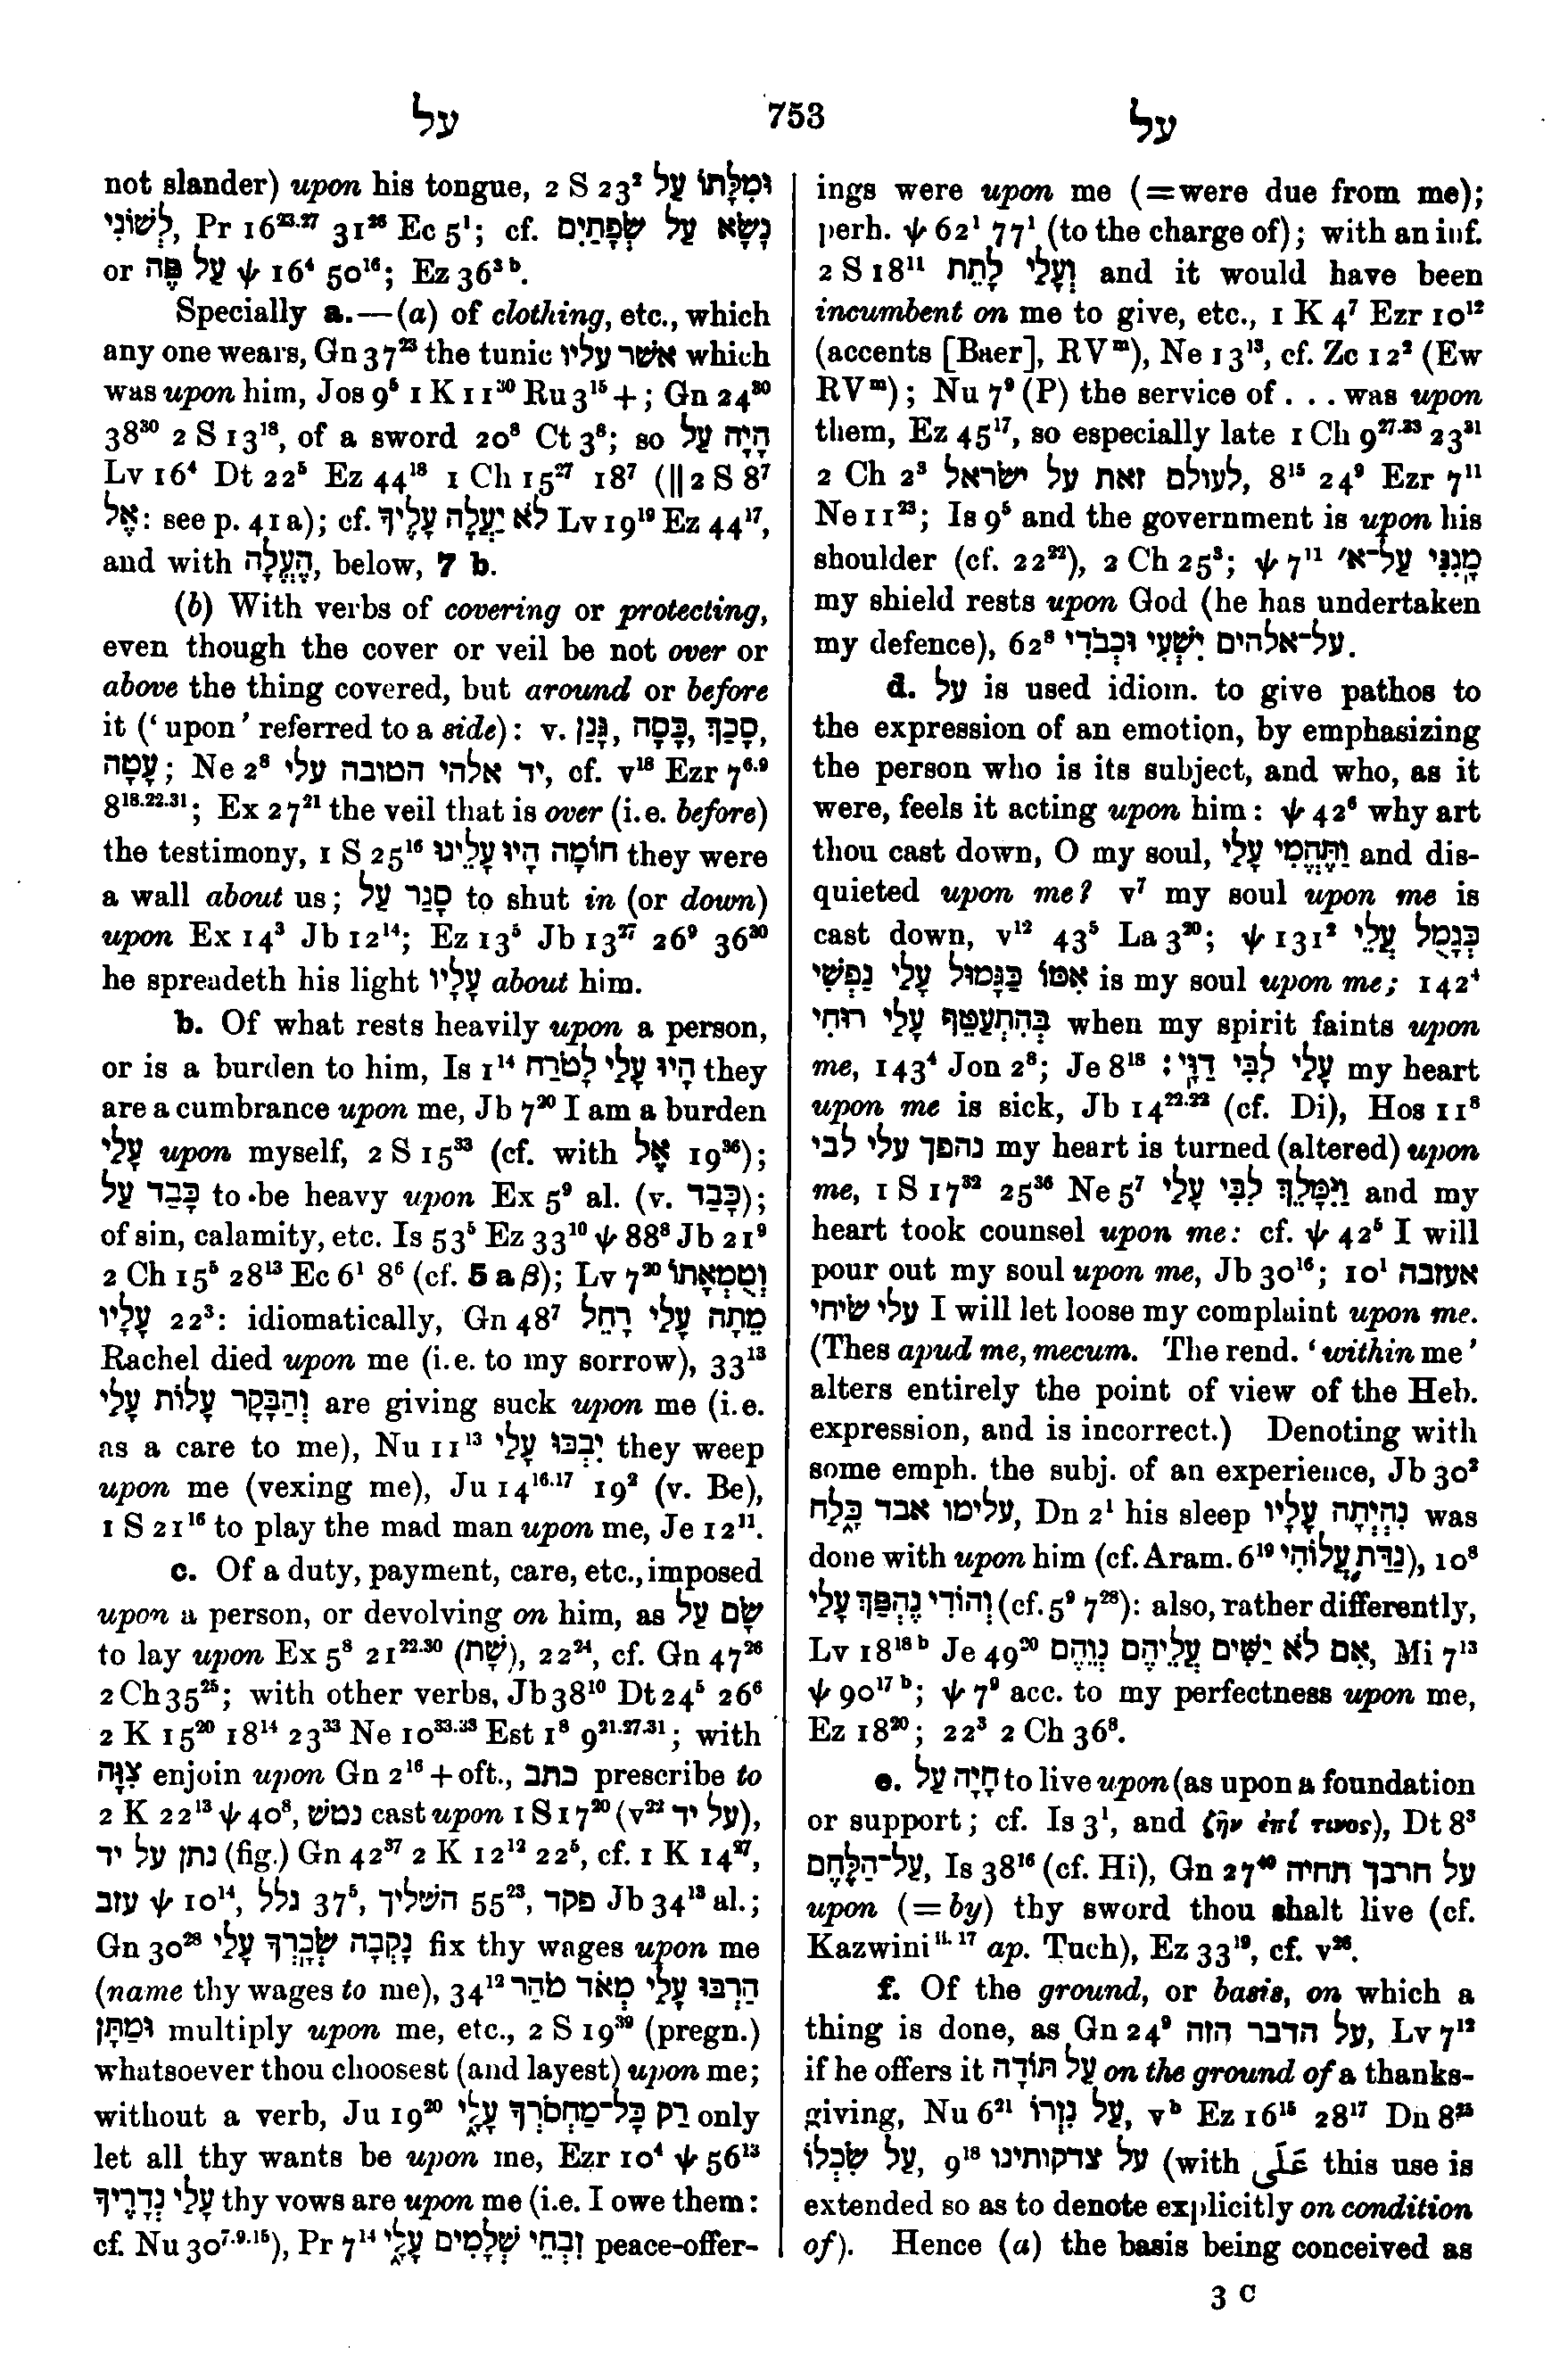 על 753 על
not slander) upon his tongue, 2 S 23² וּמִלָּתוֹ עַל
לְשׁוֹנִי, Pr 16²³·²⁷ 31²⁶ Ec 5¹; cf. נָשָׂא עַל שְׂפָתַיִם
or עַל פֶּה ψ 16⁴ 50¹⁶; Ez 36³ ᵇ.
Specially a.—(a) of clothing, etc., which
any one wears, Gn 37²³ the tunic אשׁר עליו which
was upon him, Jos 9⁵ 1 K 11³⁰ Ru 3¹⁵ +; Gn 24³⁰
38³⁰ 2 S 13¹⁸, of a sword 20⁸ Ct 3⁸; so הָיָה עַל
Lv 16⁴ Dt 22⁵ Ez 44¹⁸ 1 Ch 15²⁷ 18⁷ (|| 2 S 8⁷
אֶל: see p. 41 a); cf. לֹא יַעֲלֶה עָלֶיךָ Lv 19¹⁹ Ez 44¹⁷,
and with הֶעֱלָה, below, 7 b.
(b) With verbs of covering or protecting,
even though the cover or veil be not over or
above the thing covered, but around or before
it (‘upon’ referred to a side): v. גָּנַן, כִּסָּה, סָכַךְ,
עָטָה; Ne 2⁸ יד אלהי הטובה עלי, cf. v¹⁸ Ezr 7⁶·⁹
8¹⁸·²²·³¹; Ex 27²¹ the veil that is over (i.e. before)
the testimony, 1 S 25¹⁶ חוֹמָה הָיוּ עָלֵינוּ they were
a wall about us; סָגַר עַל to shut in (or down)
upon Ex 14³ Jb 12¹⁴; Ez 13⁵ Jb 13²⁷ 26⁹ 36³⁰
he spreadeth his light עָלָיו about him.
b. Of what rests heavily upon a person,
or is a burden to him, Is 1¹⁴ הָיוּ עָלַי לָטֹרַח they
are a cumbrance upon me, Jb 7²⁰ I am a burden
עָלַי upon myself, 2 S 15³³ (cf. with אֶל 19³⁶);
כָּבַד עַל to be heavy upon Ex 5⁹ al. (v. כָּבַד);
of sin, calamity, etc. Is 53⁵ Ez 33¹⁰ ψ 88⁸ Jb 21⁹
2 Ch 15⁵ 28¹³ Ec 6¹ 8⁶ (cf. 5 a β); Lv 7²⁰ וְטֻמְאָתוֹ
עָלָיו 22³: idiomatically, Gn 48⁷ מֵתָה עָלַי רָחֵל
Rachel died upon me (i.e. to my sorrow), 33¹³
וְהַבָּקָר עָלוֹת עָלָי are giving suck upon me (i.e.
as a care to me), Nu 11¹³ יִבְכּוּ עָלַי they weep
upon me (vexing me), Ju 14¹⁶·¹⁷ 19² (v. Be),
1 S 21¹⁶ to play the mad man upon me, Je 12¹¹.
c. Of a duty, payment, care, etc., imposed
upon a person, or devolving on him, as שָׂם עַל
to lay upon Ex 5⁸ 21²²·³⁰ (שָׁת), 22²⁴, cf. Gn 47²⁶
2 Ch 35²⁵; with other verbs, Jb 38¹⁰ Dt 24⁵ 26⁶
2 K 15²⁰ 18¹⁴ 23³³ Ne 10³³·³³ Est 1⁸ 9²¹·²⁷·³¹; with
צִוָּה enjoin upon Gn 2¹⁶ + oft., כתב prescribe to
2 K 22¹³ ψ 40⁸, נטשׁ cast upon 1 S 17²⁰ (v²² על יד),
נתן על יד (fig.) Gn 42³⁷ 2 K 12¹² 22⁵, cf. 1 K 14²⁷,
עזב ψ 10¹⁴, גלל 37⁵, השׁליך 55²³, פקד Jb 34¹³ al.;
Gn 30²⁸ נָקְבָה שְׂכָרְךָ עָלַי fix thy wages upon me
(name thy wages to me), 34¹² הַרְבּוּ עָלַי מְאֹד מֹהַר
וּמַתָּן multiply upon me, etc., 2 S 19³⁹ (pregn.)
whatsoever thou choosest (and layest) upon me;
without a verb, Ju 19²⁰ רַק כָּל־מַחְסֹרְךָ עָלָי only
let all thy wants be upon me, Ezr 10⁴ ψ 56¹³
עָלַי נְדָרֶיךָ thy vows are upon me (i.e. I owe them:
cf. Nu 30⁷·⁹·¹⁵), Pr 7¹⁴ זִבְחֵי שְׁלָמִים עָלָי peace-offer-
ings were upon me (=were due from me);
perh. ψ 62¹ 77¹ (to the charge of); with an inf.
2 S 18¹¹ וְעָלַי לָתֵת and it would have been
incumbent on me to give, etc., 1 K 4⁷ Ezr 10¹²
(accents [Baer], RVᵐ), Ne 13¹³, cf. Zc 12² (Ew
RVᵐ); Nu 7⁹ (P) the service of . . . was upon
them, Ez 45¹⁷, so especially late 1 Ch 9²⁷·³³ 23³¹
2 Ch 2³ לעולם זאת על ישׂראל, 8¹⁵ 24⁹ Ezr 7¹¹
Ne 11²³; Is 9⁵ and the government is upon his
shoulder (cf. 22²²), 2 Ch 25³; ψ 7¹¹ מָגִנִּי עַל־א׳
my shield rests upon God (he has undertaken
my defence), 62⁸ על־אלהים יִשְׁעִי וּכְבֹדִי.
d. על is used idiom. to give pathos to
the expression of an emotion, by emphasizing
the person who is its subject, and who, as it
were, feels it acting upon him: ψ 42⁶ why art
thou cast down, O my soul, וַתֶּהֱמִי עָלָי and dis-
quieted upon me? v⁷ my soul upon me is
cast down, v¹² 43⁵ La 3²⁰; ψ 131² כְּגָמֻל עֲלֵי
אִמּוֹ כַּגָּמוּל עָלַי נַפְשִׁי is my soul upon me; 142⁴
בְּהִתְעַטֵּף עָלַי רוּחִי when my spirit faints upon
me, 143⁴ Jon 2⁸; Je 8¹⁸ עָלַי לִבִּי דַוָּי׃ my heart
upon me is sick, Jb 14²²·²² (cf. Di), Hos 11⁸
נהפך עלי לבי my heart is turned (altered) upon
me, 1 S 17³² 25³⁶ Ne 5⁷ וַיִּמָּלֵךְ לִבִּי עָלַי and my
heart took counsel upon me: cf. ψ 42⁵ I will
pour out my soul upon me, Jb 30¹⁶; 10¹ אעזבה
עלי שׂיחי I will let loose my complaint upon me.
(Thes apud me, mecum. The rend. ‘within me’
alters entirely the point of view of the Heb.
expression, and is incorrect.) Denoting with
some emph. the subj. of an experience, Jb 30²
עלימו אבד כָּלַח, Dn 2¹ his sleep נִהְיְתָה עָלָיו was
done with upon him (cf. Aram. 6¹⁹ נַדַּת עֲלוֹהִי), 10⁸
וְהוֹדִי נֶהְפַּךְ עָלַי (cf. 5⁹ 7²⁸): also, rather differently,
Lv 18¹⁸ ᵇ Je 49²⁰ אִם לֹא יַשִּׁים עֲלֵיהֶם נְוֵהֶם, Mi 7¹³
ψ 90¹⁷ ᵇ; ψ 7⁹ acc. to my perfectness upon me,
Ez 18²⁰; 22³ 2 Ch 36⁸.
e. חָיָה עַל to live upon (as upon a foundation
or support; cf. Is 3¹, and ζῆν ἐπί τινος), Dt 8³
עַל־הַלֶּחֶם, Is 38¹⁶ (cf. Hi), Gn 27⁴⁰ על חרבך תחיה
upon (=by) thy sword thou shalt live (cf.
Kazwini ⁱⁱ· ¹⁷ ap. Tuch), Ez 33¹⁹, cf. v²⁶.
f. Of the ground, or basis, on which a
thing is done, as Gn 24⁹ על הדבר הזה, Lv 7¹²
if he offers it עַל תּוֹדָה on the ground of a thanks-
giving, Nu 6²¹ עַל נִזְרוֹ, vᵇ Ez 16¹⁵ 28¹⁷ Dn 8²⁵
עַל שִׂכְלוֹ, 9¹⁸ על צדקותינו (with عَلَى this use is
extended so as to denote explicitly on condition
of). Hence (a) the basis being conceived as
3 C